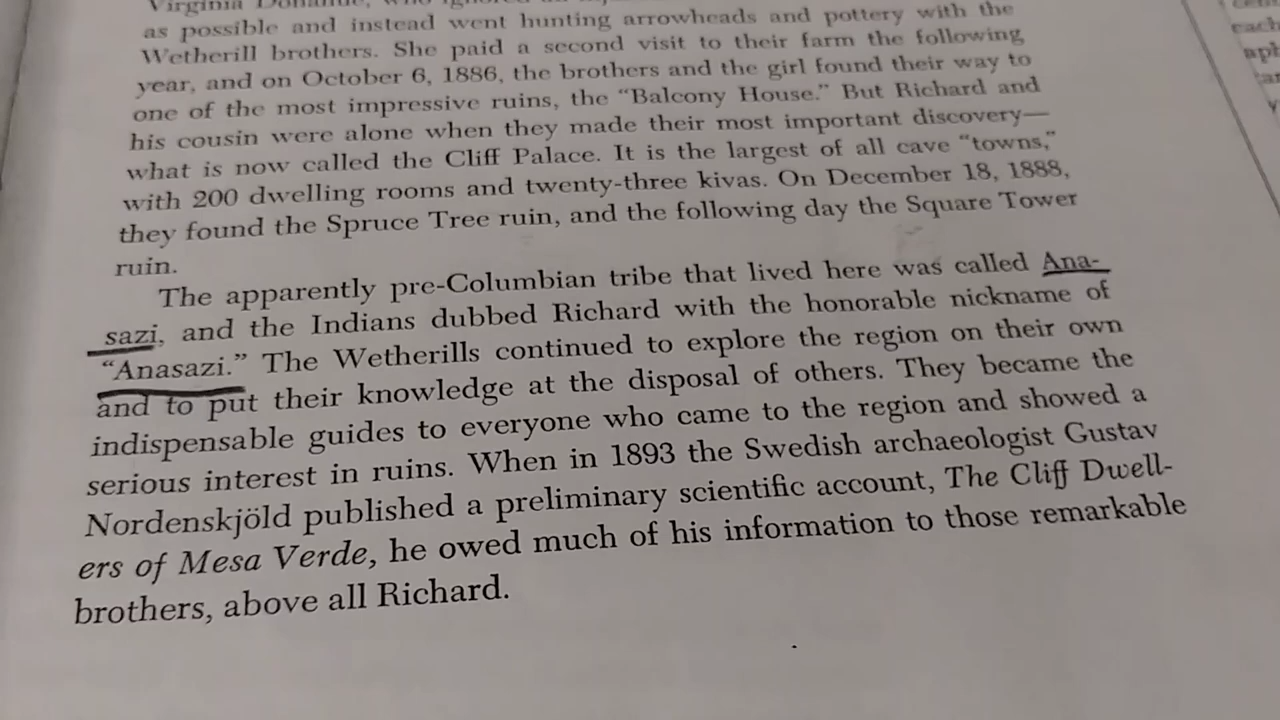 Virginia Donahue, who ignored
as possible and instead went hunting arrowheads and pottery with the
Wetherill brothers. She paid a second visit to their farm the following
year, and on October 6, 1886, the brothers and the girl found their way to
one of the most impressive ruins, the “Balcony House.” But Richard and
his cousin were alone when they made their most important discovery—
what is now called the Cliff Palace. It is the largest of all cave “towns,”
with 200 dwelling rooms and twenty-three kivas. On December 18, 1888,
they found the Spruce Tree ruin, and the following day the Square Tower
ruin.
The apparently pre-Columbian tribe that lived here was called Ana-
sazi, and the Indians dubbed Richard with the honorable nickname of
“Anasazi.” The Wetherills continued to explore the region on their own
and to put their knowledge at the disposal of others. They became the
indispensable guides to everyone who came to the region and showed a
serious interest in ruins. When in 1893 the Swedish archaeologist Gustav
Nordenskjöld published a preliminary scientific account, The Cliff Dwell-
ers of Mesa Verde, he owed much of his information to those remarkable
brothers, above all Richard.
each